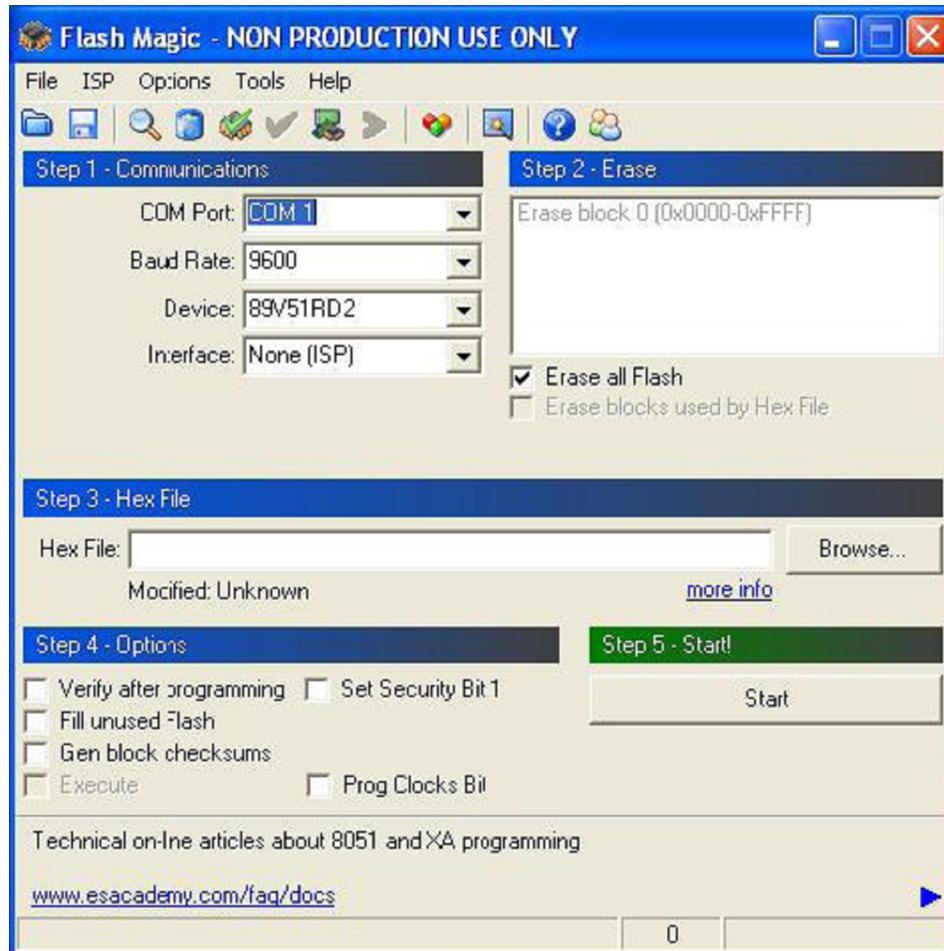 Flash Magic - NON PRODUCTION USE ONLY
File ISP Options Tools Help
Step 1 - Communications
COM Port: COM 1
Baud Rate: 9600
Device: 89V51RD2
Interface: None (ISP)
Step 2 - Erase
Erase block 0 (0x0000-0xFFFF)
Erase all Flash
Erase blocks used by Hex File
Step 3 - Hex File
Hex File:
Browse...
Modified: Unknown
more info
Step 4 - Options
Verify after programming
Set Security Bit 1
Fill unused Flash
Gen block checksums
Execute
Prog Clocks Bit
Step 5 - Start!
Start
Technical on-line articles about 8051 and XA programming
www.esacademy.com/faq/docs
0